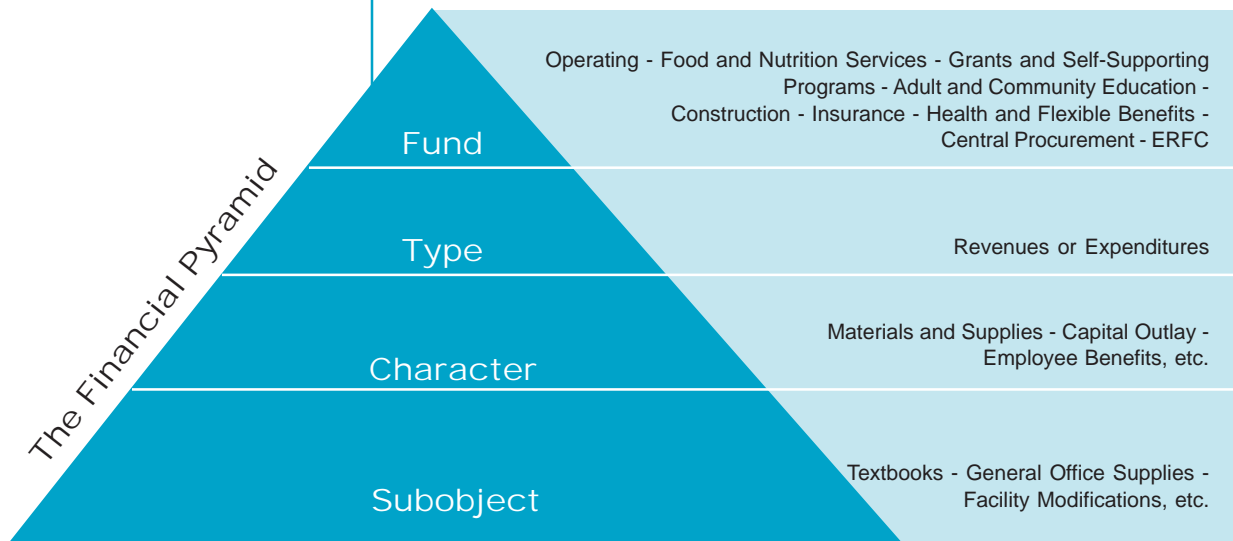 The Financial Pyramid
Fund
Operating - Food and Nutrition Services - Grants and Self-Supporting
Programs - Adult and Community Education -
Construction - Insurance - Health and Flexible Benefits -
Central Procurement - ERFC
Type
Revenues or Expenditures
Character
Materials and Supplies - Capital Outlay -
Employee Benefits, etc.
Subobject
Textbooks - General Office Supplies -
Facility Modifications, etc.